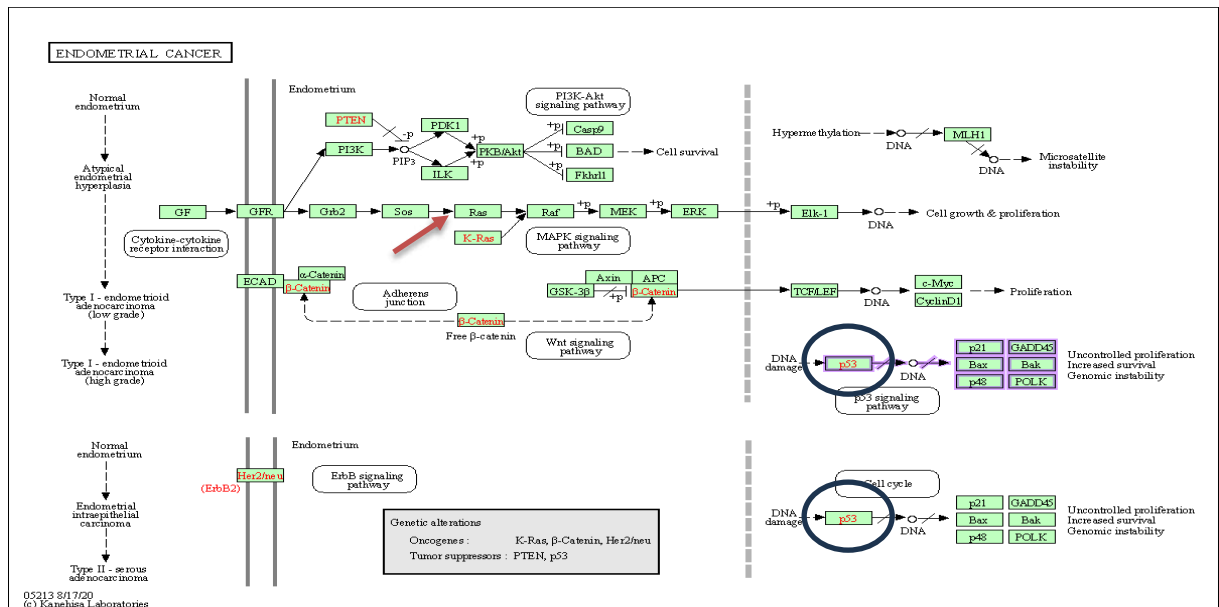 ENDOMETRIAL CANCER
Normal
endometrium
Atypical
endometrial
hyperplasia
Type I - endometrioid
adenocarcinoma
(low grade)
Type I - endometrioid
adenocarcinoma
(high grade)
Endometrium
PTEN
-p
PI3K
PIP3
PDK1
ILK
+p
+p
PKB/Akt
PI3K-Akt
signaling pathway
+p
Casp9
+p
BAD
Cell survival
+p
Fkhrl1
Hypermethylation
DNA
MLH1
DNA
Microsatellite
instability
GF
GFR
Grb2
Sos
Ras
Raf
+p
MEK
+p
ERK
+p
Elk-1
DNA
Cell growth & proliferation
Cytokine-cytokine
receptor interaction
K-Ras
MAPK signaling
pathway
ECAD
α-Catenin
β-Catenin
Adherens
junction
β-Catenin
Free β-catenin
Wnt signaling
pathway
GSK-3β
Axin
APC
+p
β-Catenin
TCF/LEF
DNA
c-Myc
CyclinD1
Proliferation
DNA
damage
p53
DNA
p21
GADD45
Bax
Bak
p48
POLK
Uncontrolled proliferation
Increased survival
Genomic instability
p53 signaling
pathway
Normal
endometrium
Endometrial
intraepithelial
carcinoma
Type II - serous
adenocarcinoma
Endometrium
Her2/neu
(ErbB2)
ErbB signaling
pathway
Genetic alterations
Oncogenes : K-Ras, β-Catenin, Her2/neu
Tumor suppressors : PTEN, p53
Cell cycle
DNA
damage
p53
DNA
p21
GADD45
Bax
Bak
p48
POLK
Uncontrolled proliferation
Increased survival
Genomic instability
05213 8/17/20
(c) Kanehisa Laboratories